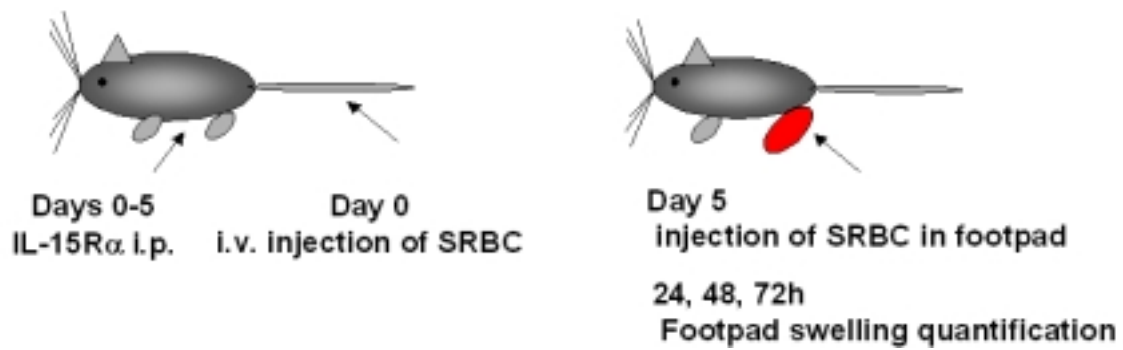 Days 0-5
IL-15Rα i.p.
Day 0
i.v. injection of SRBC
Day 5
injection of SRBC in footpad
24, 48, 72h
Footpad swelling quantification